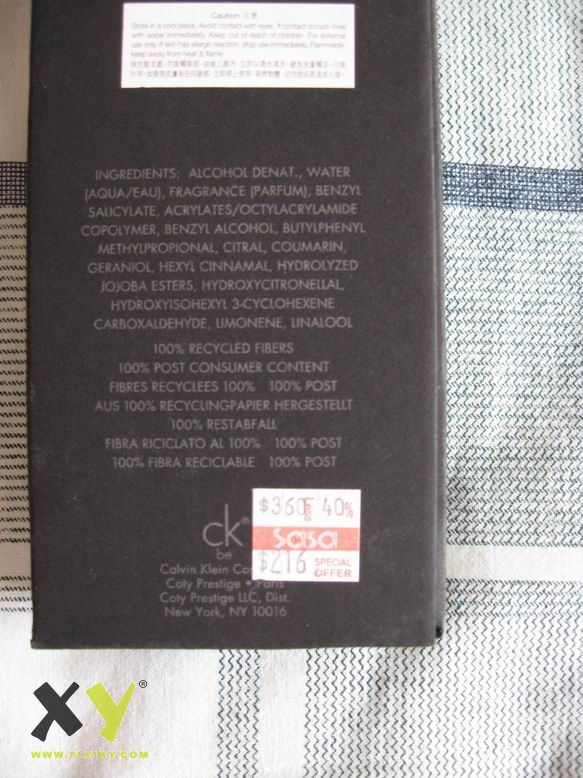 Caution 注意:
Store in a cool place. Avoid contact with eyes. If contact occurs rinse
with water immediately. Keep out of reach of children. For external
use only. If skin has allergic reaction, stop use immediately. Flammable,
keep away from heat & flame.
INGREDIENTS: ALCOHOL DENAT., WATER
(AQUA/EAU), FRAGRANCE (PARFUM), BENZYL
SALICYLATE, ACRYLATES/OCTYLACRYLAMIDE
COPOLYMER, BENZYL ALCOHOL, BUTYLPHENYL
METHYLPROPIONAL, CITRAL, COUMARIN,
GERANIOL, HEXYL CINNAMAL, HYDROLYZED
JOJOBA ESTERS, HYDROXYCITRONELLAL,
HYDROXYISOHEXYL 3-CYCLOHEXENE
CARBOXALDEHYDE, LIMONENE, LINALOOL
100% RECYCLED FIBERS
100% POST CONSUMER CONTENT
FIBRES RECYCLEES 100% 100% POST
AUS 100% RECYCLINGPAPIER HERGESTELLT
100% RESTABFALL
FIBRA RICICLATO AL 100% 100% POST
100% FIBRA RECICLABLE 100% POST
$360 LESS 40%
sasa
$216 SPECIAL OFFER
ck®
be
Calvin Klein Cos
Coty Prestige • Paris
Coty Prestige LLC, Dist.
New York, NY 10016
XY®
WWW.ELYIKY.COM